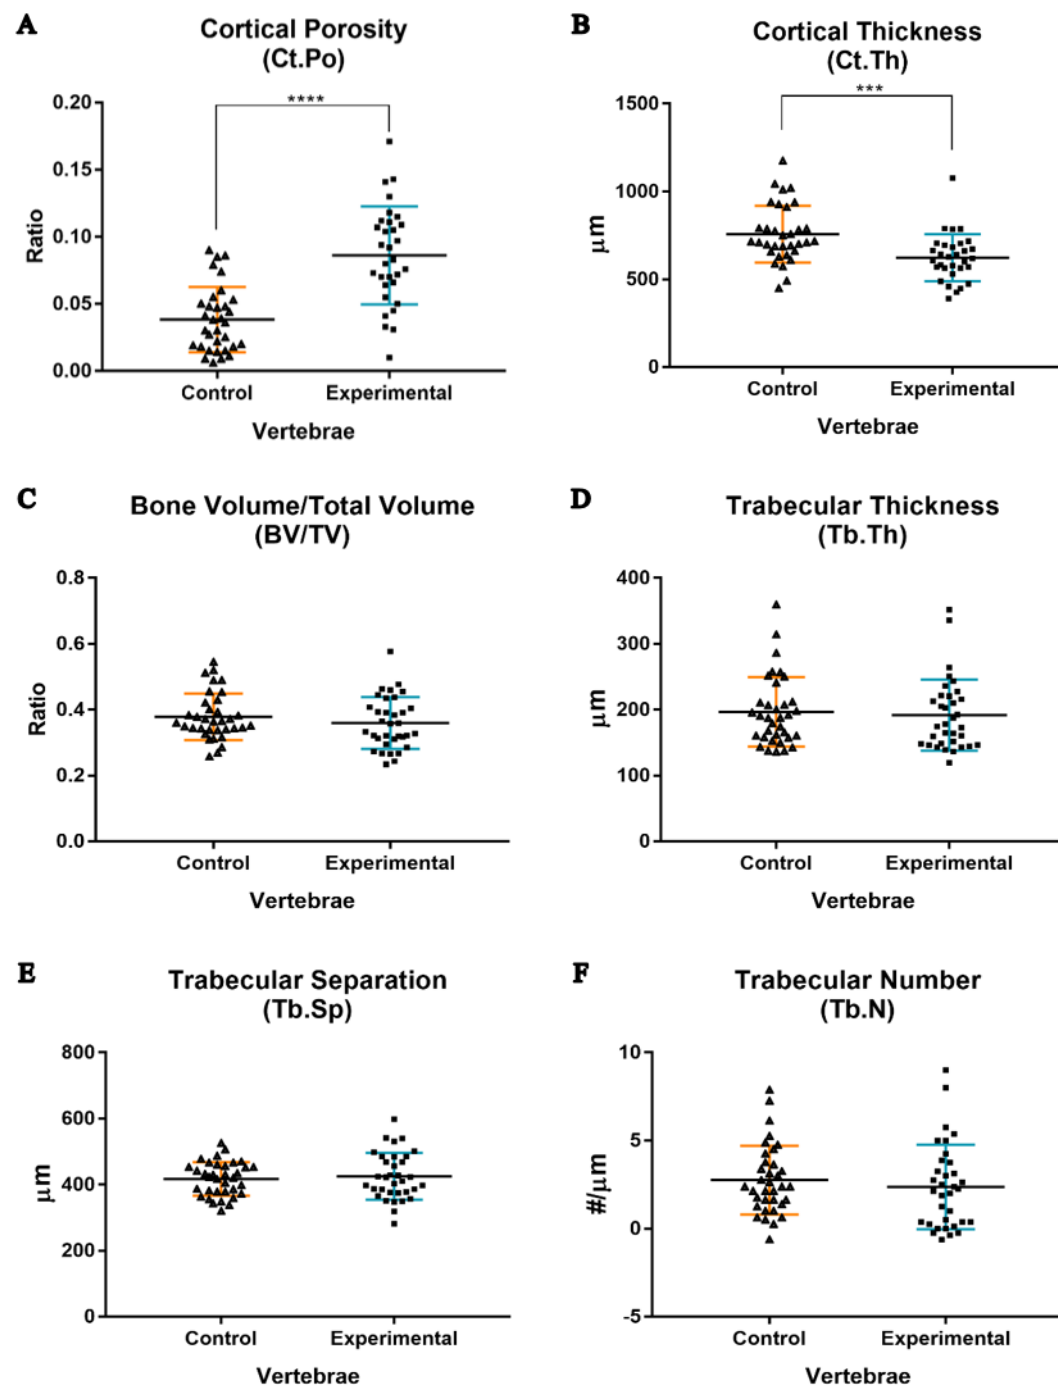 A
Cortical Porosity
(Ct.Po)
****
0.20
0.15
0.10
0.05
0.00
Ratio
Control
Experimental
Vertebrae
B
Cortical Thickness
(Ct.Th)
***
1500
1000
500
0
µm
Control
Experimental
Vertebrae
C
Bone Volume/Total Volume
(BV/TV)
0.8
0.6
0.4
0.2
0.0
Ratio
Control
Experimental
Vertebrae
D
Trabecular Thickness
(Tb.Th)
400
300
200
100
0
µm
Control
Experimental
Vertebrae
E
Trabecular Separation
(Tb.Sp)
800
600
400
200
0
µm
Control
Experimental
Vertebrae
F
Trabecular Number
(Tb.N)
10
5
0
-5
#/µm
Control
Experimental
Vertebrae